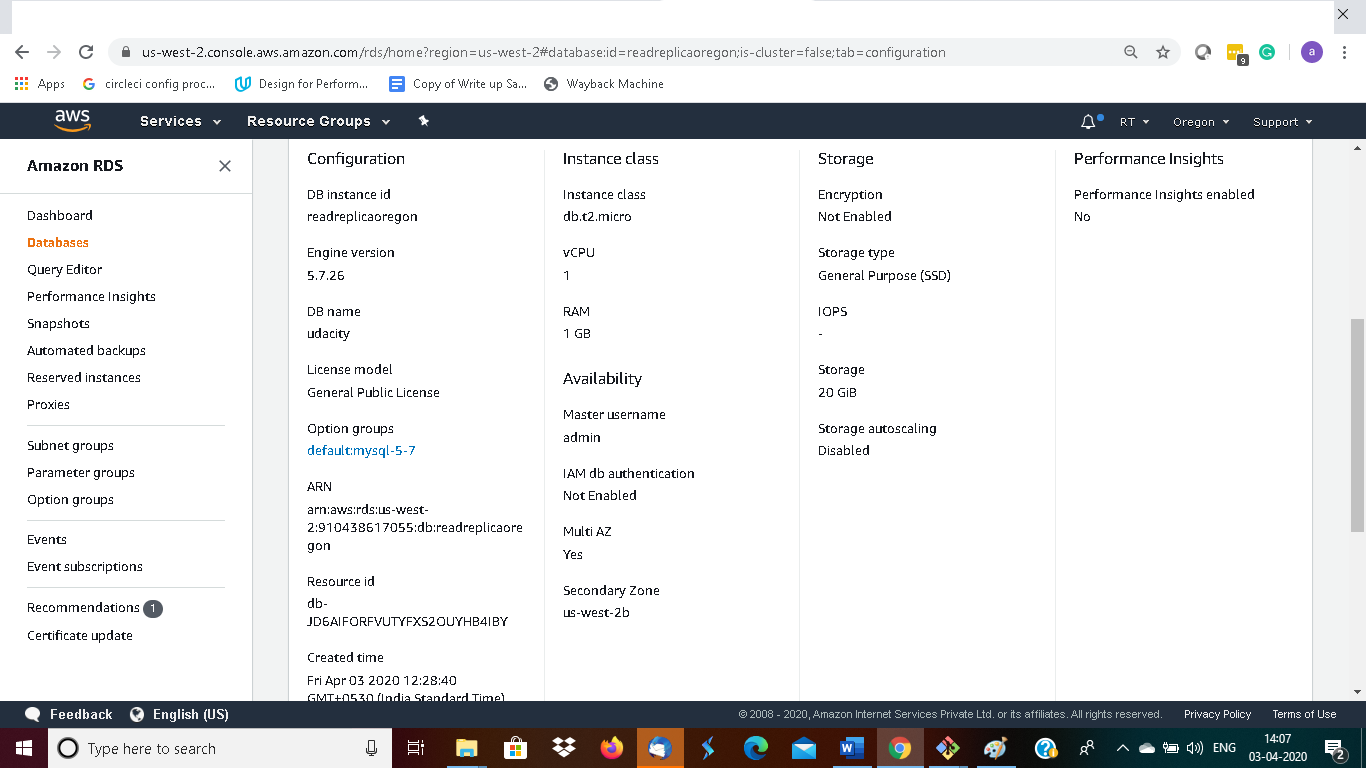 us-west-2.console.aws.amazon.com/rds/home?region=us-west-2#database:id=readreplicaoregon;is-cluster=false;tab=configuration
9
a
Apps
circleci config proc...
Design for Perform...
Copy of Write up Sa...
Wayback Machine
aws
Services
Resource Groups
RT
Oregon
Support
Amazon RDS
Dashboard
Databases
Query Editor
Performance Insights
Snapshots
Automated backups
Reserved instances
Proxies
Subnet groups
Parameter groups
Option groups
Events
Event subscriptions
Recommendations 1
Certificate update
Configuration
DB instance id
readreplicaoregon
Engine version
5.7.26
DB name
udacity
License model
General Public License
Option groups
default:mysql-5-7
ARN
arn:aws:rds:us-west-
2:910438617055:db:readreplicaore
gon
Resource id
db-
JD6AIFORFVUTYFXS2OUYHB4IBY
Created time
Fri Apr 03 2020 12:28:40
GMT+0530 (India Standard Time)
Instance class
Instance class
db.t2.micro
vCPU
1
RAM
1 GB
Availability
Master username
admin
IAM db authentication
Not Enabled
Multi AZ
Yes
Secondary Zone
us-west-2b
Storage
Encryption
Not Enabled
Storage type
General Purpose (SSD)
IOPS
-
Storage
20 GiB
Storage autoscaling
Disabled
Performance Insights
Performance Insights enabled
No
Feedback
English (US)
© 2008 - 2020, Amazon Internet Services Private Ltd. or its affiliates. All rights reserved.
Privacy Policy
Terms of Use
Type here to search
ENG
14:07
03-04-2020
2